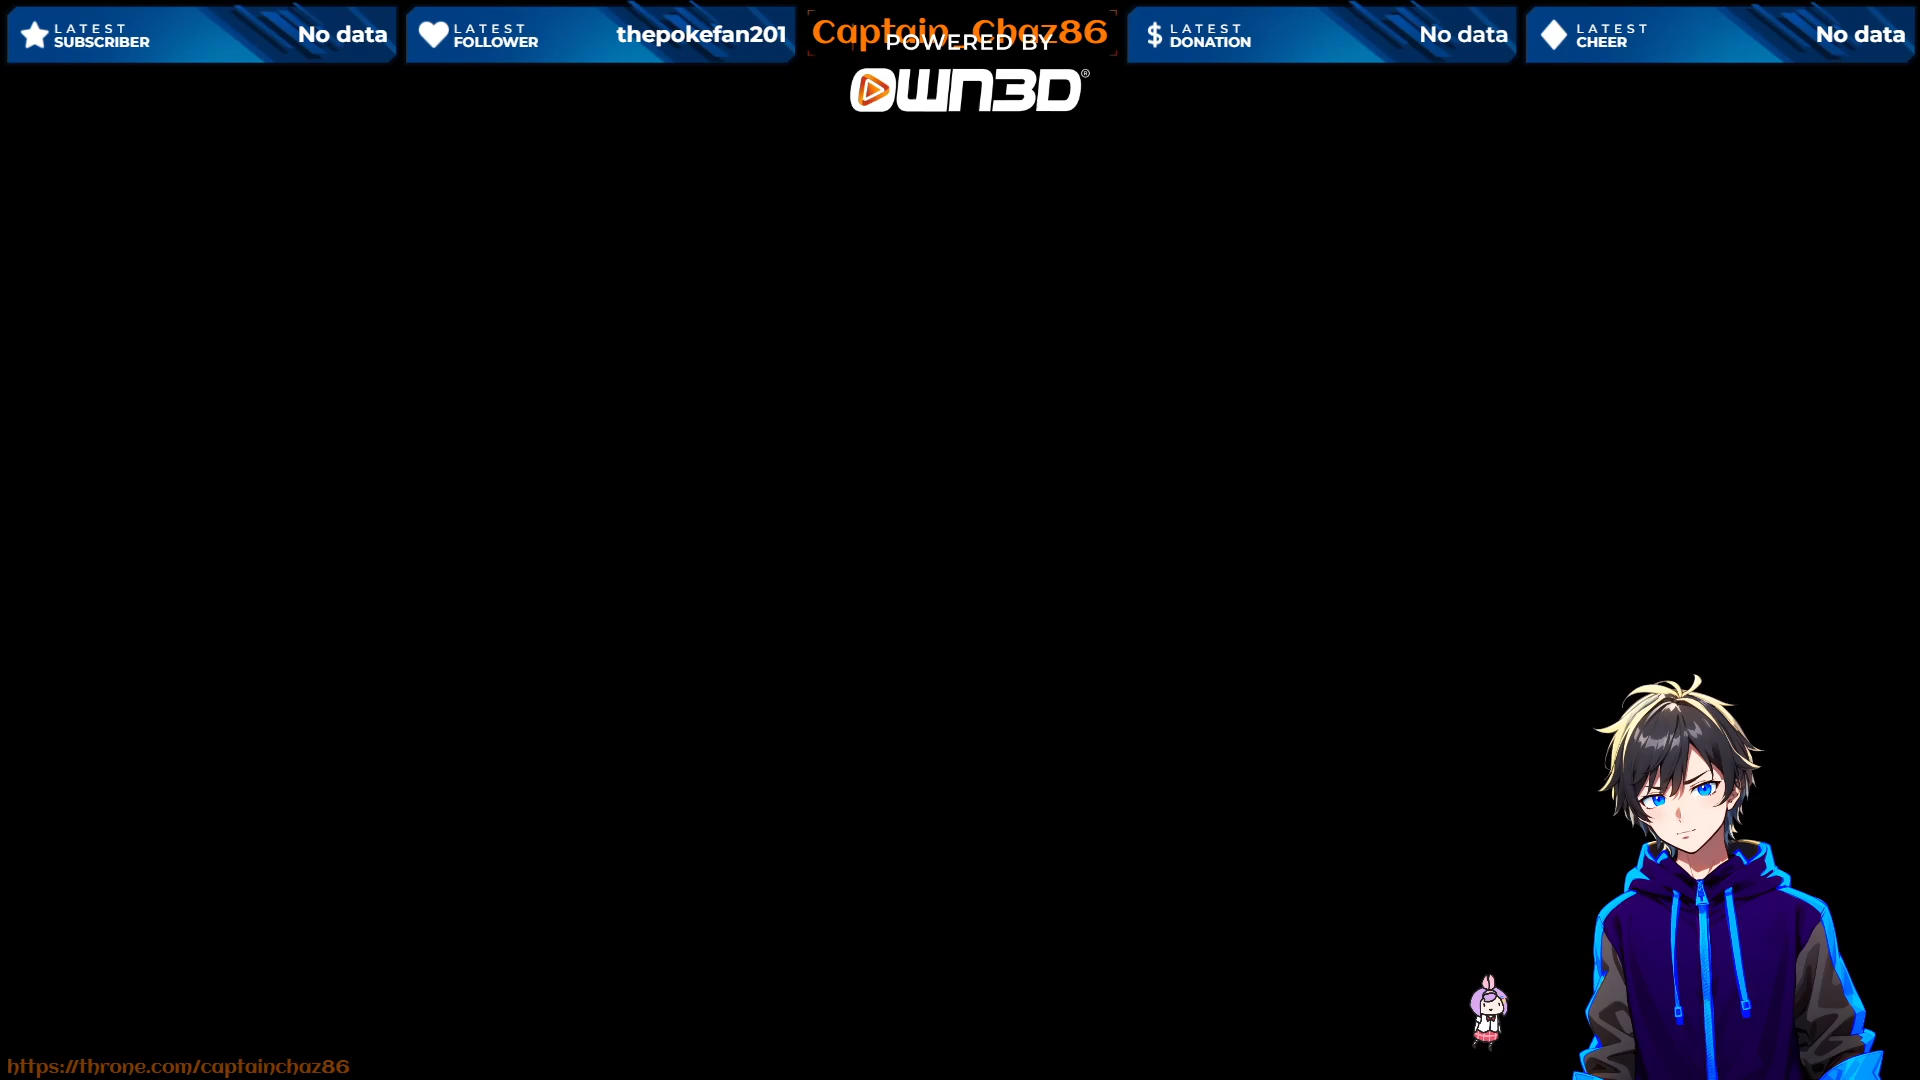 LATEST
SUBSCRIBER
No data
LATEST
FOLLOWER
thepokefan201
Captain_Chaz86
POWERED BY
OWN3D®
LATEST
DONATION
No data
LATEST
CHEER
No data
https://throne.com/captainchaz86